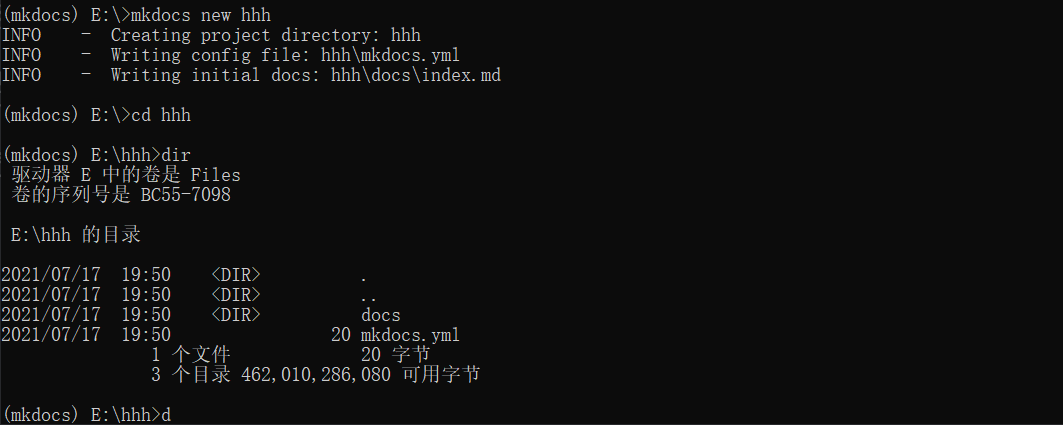 (mkdocs) E:\>mkdocs new hhh
INFO    -  Creating project directory: hhh
INFO    -  Writing config file: hhh\mkdocs.yml
INFO    -  Writing initial docs: hhh\docs\index.md
(mkdocs) E:\>cd hhh
(mkdocs) E:\hhh>dir
驱动器 E 中的卷是 Files
卷的序列号是 BC55-7098
E:\hhh 的目录
2021/07/17  19:50    <DIR>          .
2021/07/17  19:50    <DIR>          ..
2021/07/17  19:50    <DIR>          docs
2021/07/17  19:50                20 mkdocs.yml
1 个文件             20 字节
3 个目录 462,010,286,080 可用字节
(mkdocs) E:\hhh>d